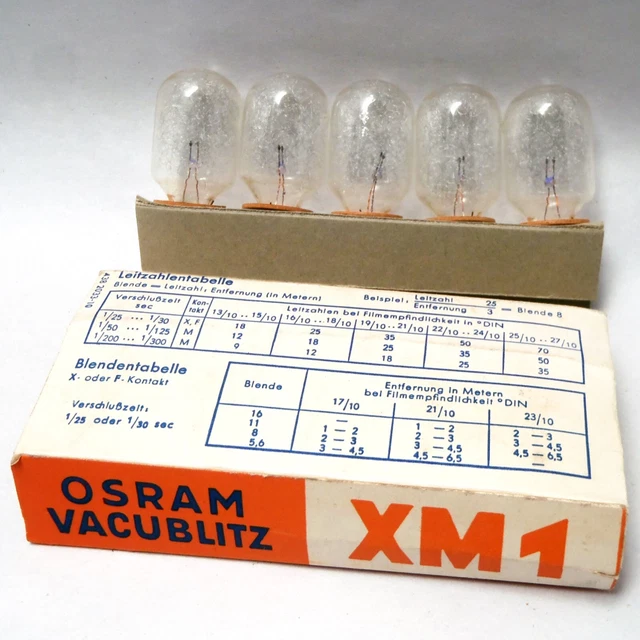 Leitzahlentabelle
Blende = Leitzahl: Entfernung (in Metern) Beispiel: Leitzahl 25 / Entfernung 3 = Blende 8
Verschlußzeit sec Kontakt Leitzahlen bei Filmempfindlichkeit in °DIN
13/10 .. 15/10 16/10 .. 18/10 19/10 .. 21/10 22/10 .. 24/10 25/10 .. 27/10
1/25 ... 1/30 X, F 18 25 35 50 70
1/50 ... 1/125 M 12 18 25 35 50
1/200 ... 1/300 M 9 12 18 25 35
Blendentabelle
X- oder F-Kontakt
Verschlußzeit:
1/25 oder 1/30 sec
Blende Entfernung in Metern
bei Filmempfindlichkeit °DIN
17/10 21/10 23/10
16 — 1 — 2 2 — 3
11 1 — 2 2 — 3 3 — 4,5
8 2 — 3 3 — 4,5 4,5 — 6,5
5,6 3 — 4,5 4,5 — 6,5 —
OSRAM
VACUBLITZ
XM1